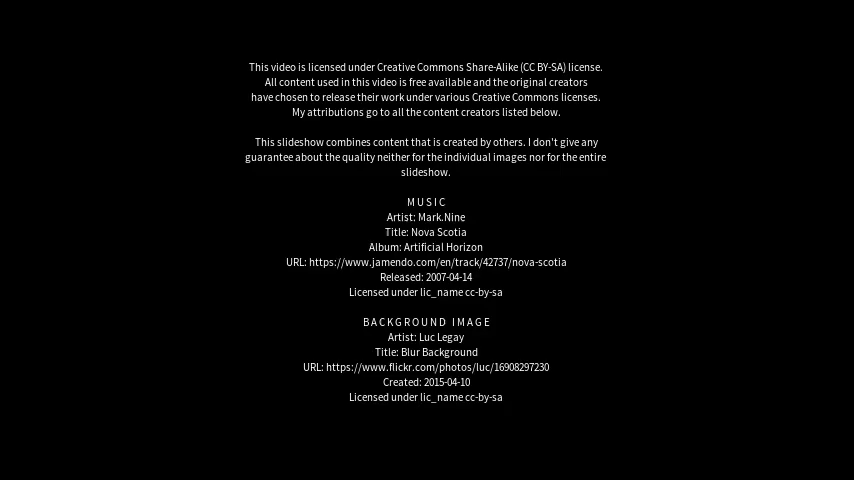 This video is licensed under Creative Commons Share-Alike (CC BY-SA) license.
All content used in this video is free available and the original creators
have chosen to release their work under various Creative Commons licenses.
My attributions go to all the content creators listed below.
This slideshow combines content that is created by others. I don't give any
guarantee about the quality neither for the individual images nor for the entire
slideshow.
MUSIC
Artist: Mark.Nine
Title: Nova Scotia
Album: Artificial Horizon
URL: https://www.jamendo.com/en/track/42737/nova-scotia
Released: 2007-04-14
Licensed under lic_name cc-by-sa
BACKGROUND IMAGE
Artist: Luc Legay
Title: Blur Background
URL: https://www.flickr.com/photos/luc/16908297230
Created: 2015-04-10
Licensed under lic_name cc-by-sa